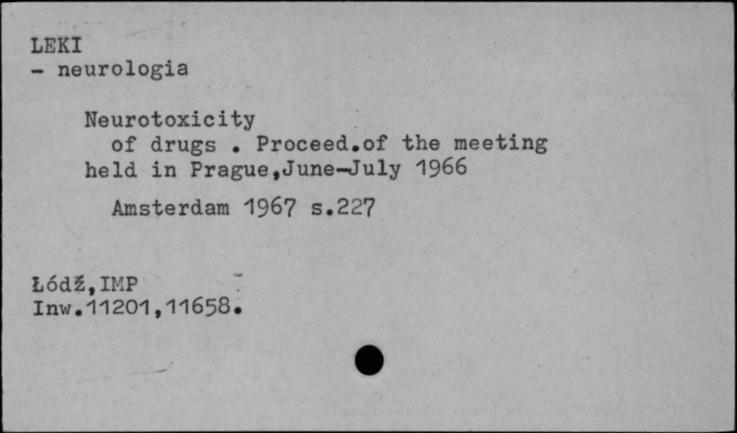 LEKI
- neurologia
Neurotoxicity
of drugs . Proceed.of the meeting
held in Prague,June-July 1966
Amsterdam 1967 s.227
Łódź,IMP
Inw.11201,11658.